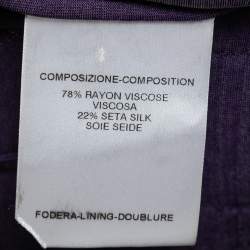 COMPOSIZIONE-COMPOSITION
78% RAYON VISCOSE
VISCOSA
22% SETA SILK
SOIE SEIDE
FODERA-LINING-DOUBLURE